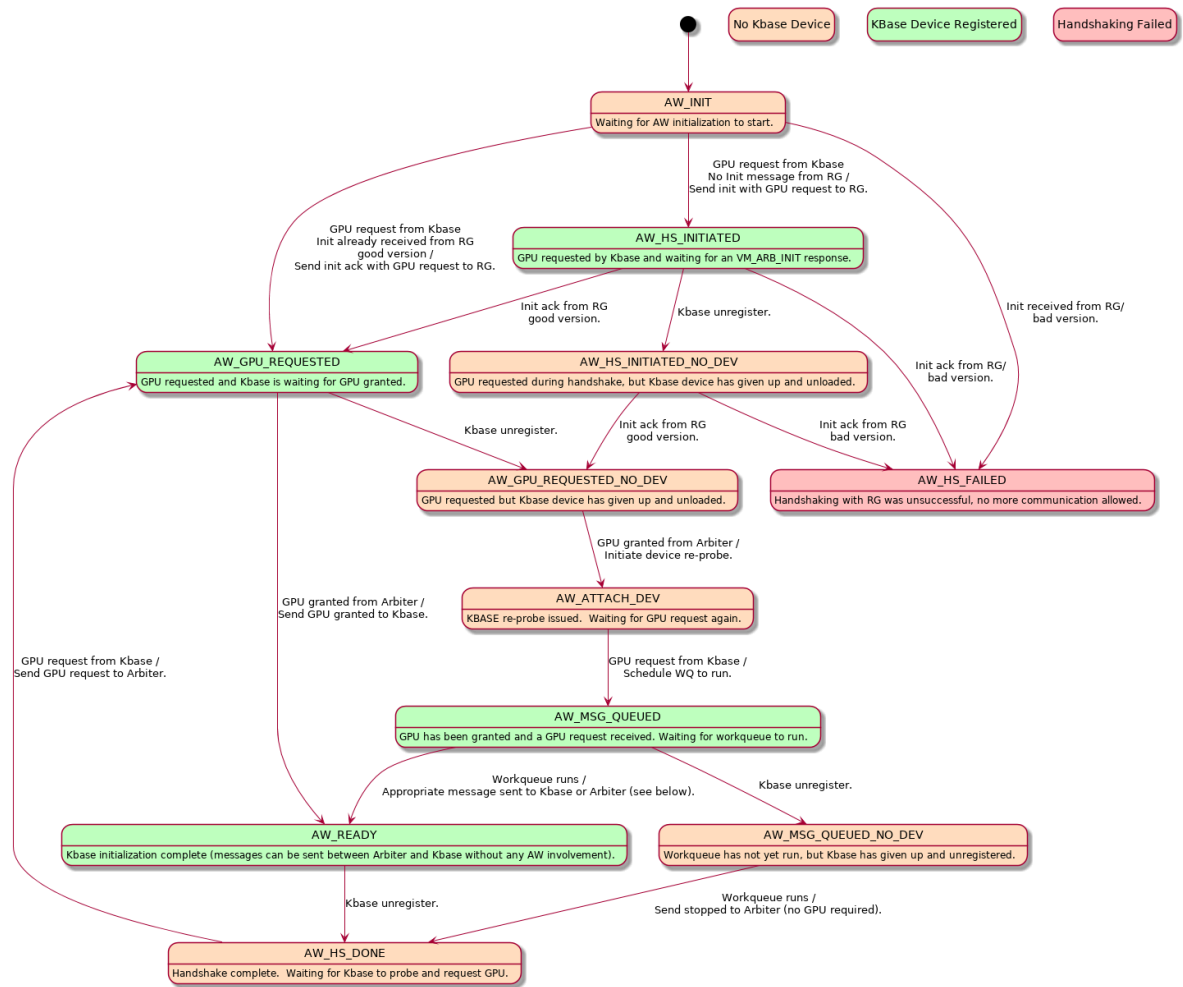 No Kbase Device
KBase Device Registered
Handshaking Failed
AW_INIT
Waiting for AW initialization to start.
GPU request from Kbase
No Init message from RG /
Send init with GPU request to RG.
GPU request from Kbase
Init already received from RG
good version /
Send init ack with GPU request to RG.
AW_HS_INITIATED
GPU requested by Kbase and waiting for an VM_ARB_INIT response.
Init received from RG/
bad version.
Init ack from RG
good version.
Kbase unregister.
Init ack from RG/
bad version.
AW_GPU_REQUESTED
GPU requested and Kbase is waiting for GPU granted.
AW_HS_INITIATED_NO_DEV
GPU requested during handshake, but Kbase device has given up and unloaded.
Kbase unregister.
Init ack from RG
good version.
Init ack from RG
bad version.
AW_GPU_REQUESTED_NO_DEV
GPU requested but Kbase device has given up and unloaded.
AW_HS_FAILED
Handshaking with RG was unsuccessful, no more communication allowed.
GPU granted from Arbiter /
Initiate device re-probe.
AW_ATTACH_DEV
KBASE re-probe issued.  Waiting for GPU request again.
GPU granted from Arbiter /
Send GPU granted to Kbase.
GPU request from Kbase /
Send GPU request to Arbiter.
GPU request from Kbase /
Schedule WQ to run.
AW_MSG_QUEUED
GPU has been granted and a GPU request received. Waiting for workqueue to run.
Workqueue runs /
Appropriate message sent to Kbase or Arbiter (see below).
Kbase unregister.
AW_READY
Kbase initialization complete (messages can be sent between Arbiter and Kbase without any AW involvement).
AW_MSG_QUEUED_NO_DEV
Workqueue has not yet run, but Kbase has given up and unregistered.
Kbase unregister.
Workqueue runs /
Send stopped to Arbiter (no GPU required).
AW_HS_DONE
Handshake complete.  Waiting for Kbase to probe and request GPU.